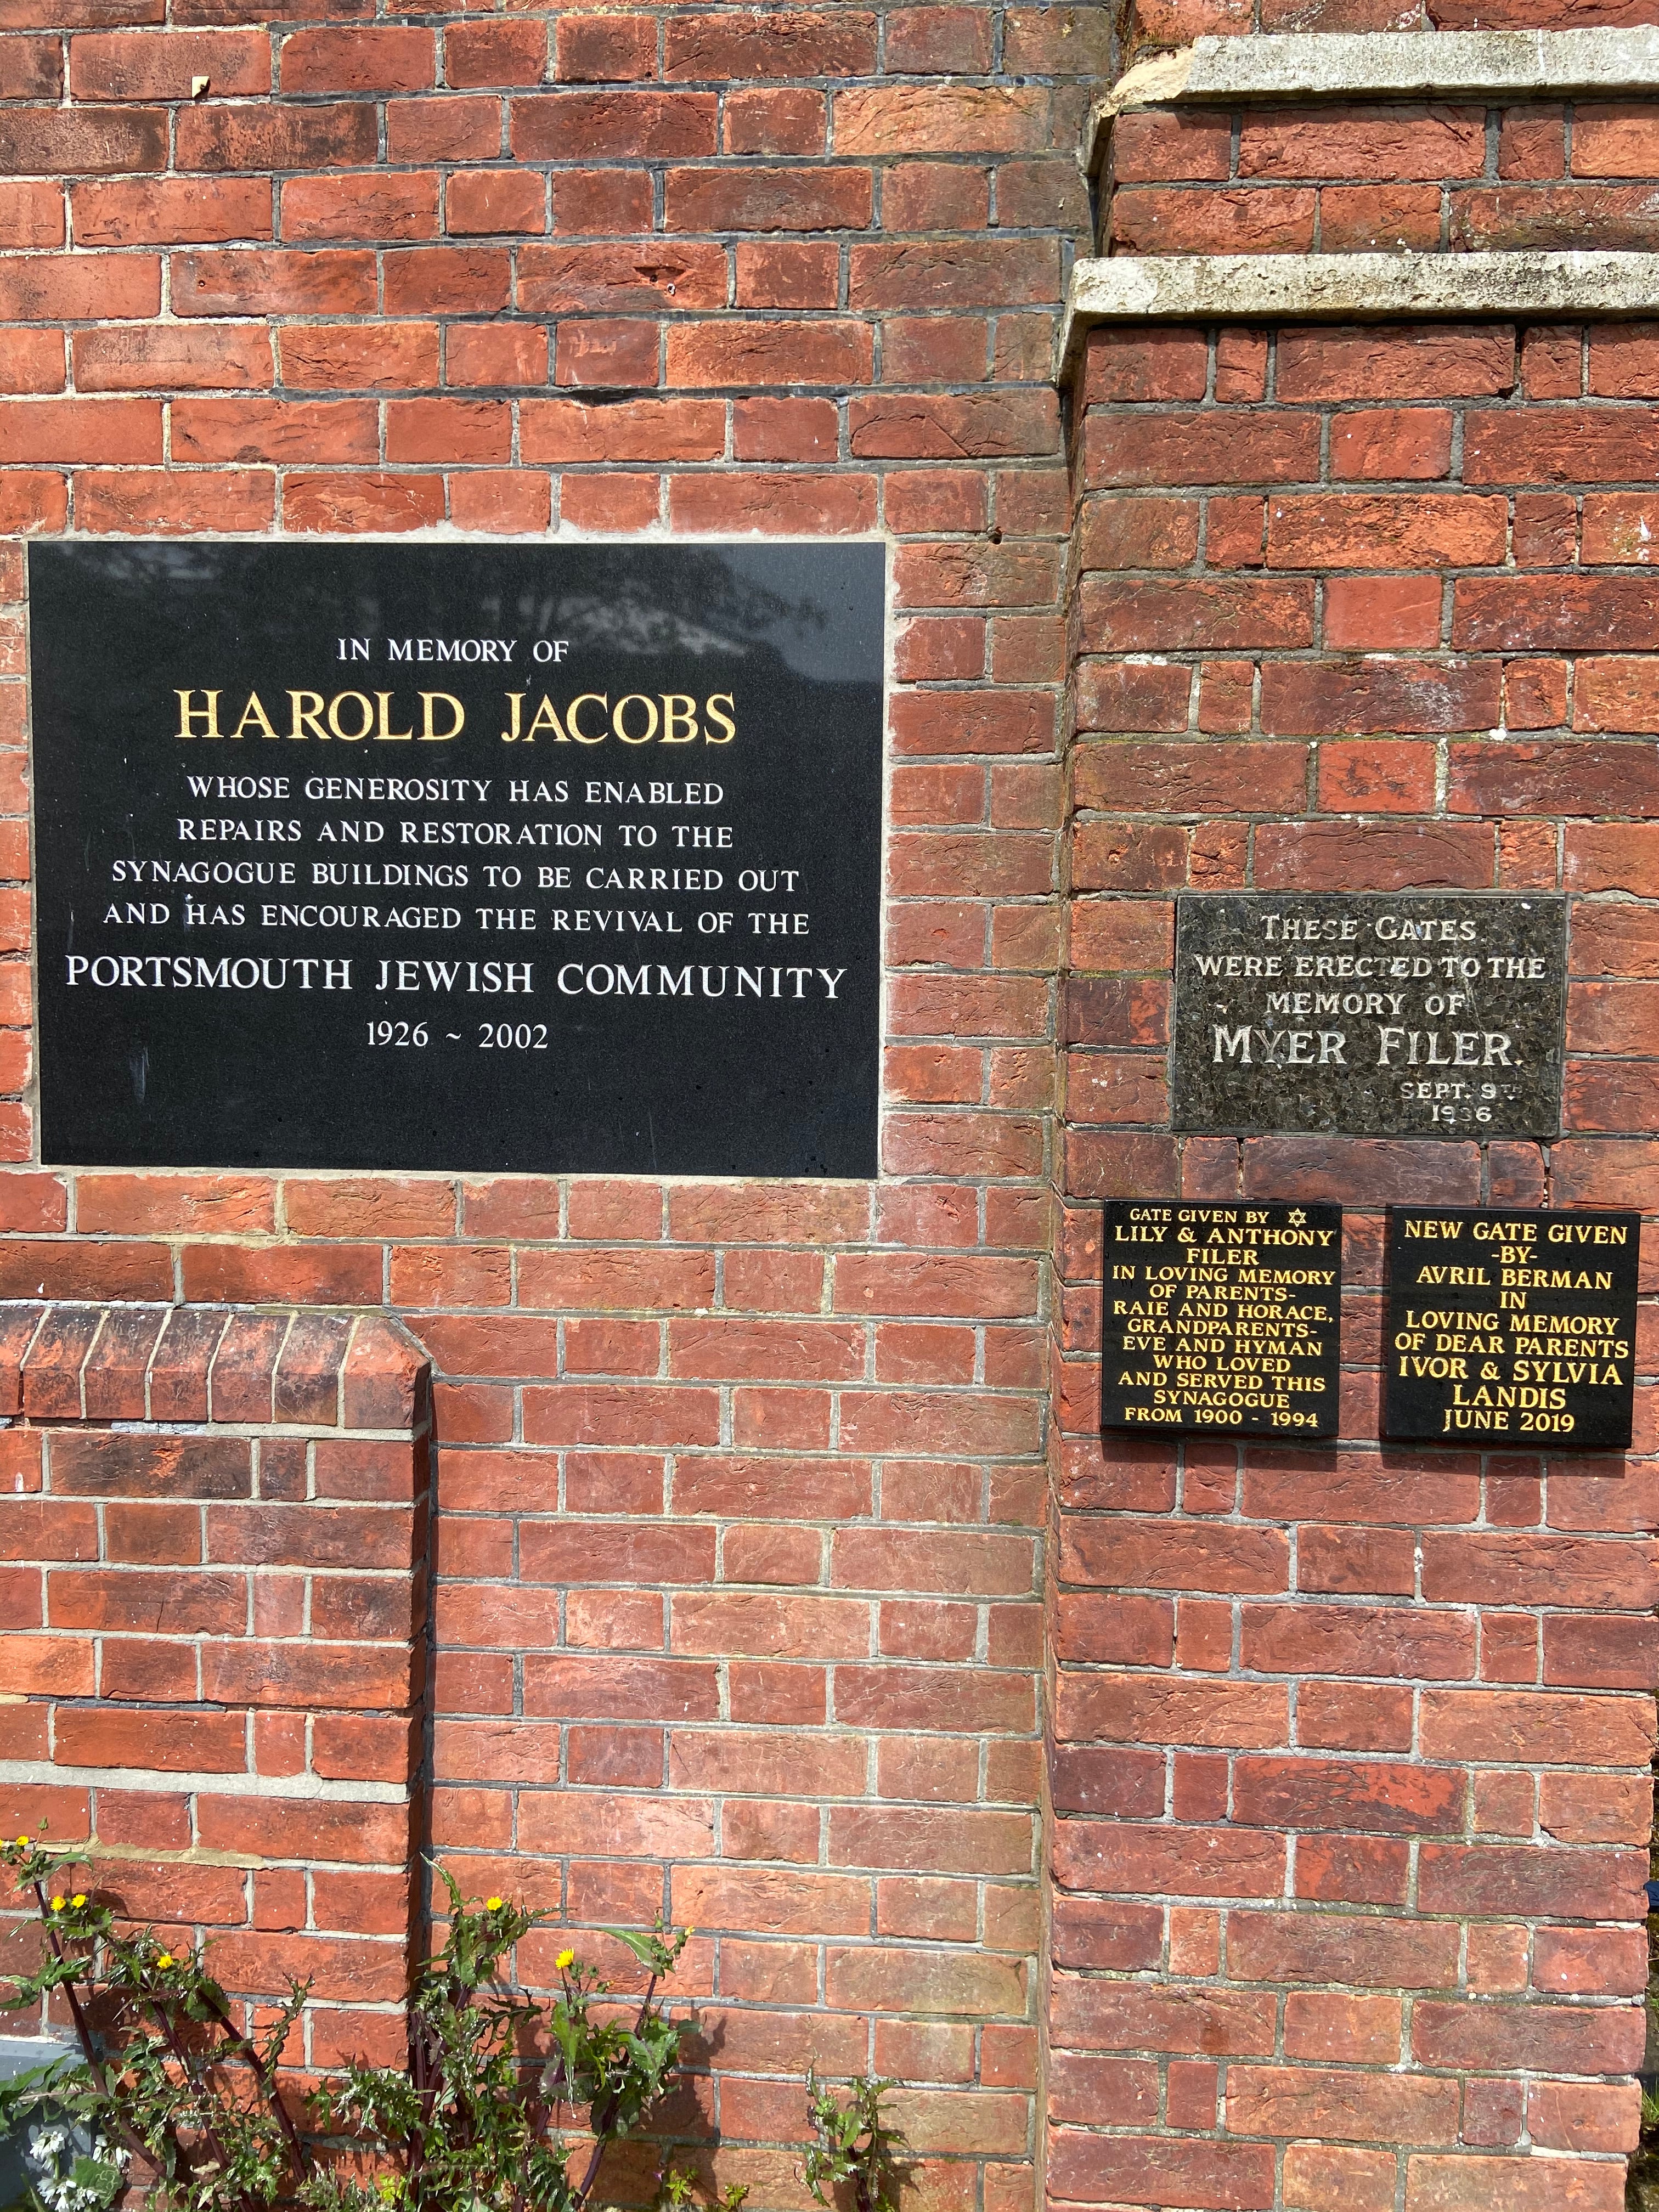 IN MEMORY OF
HAROLD JACOBS
WHOSE GENEROSITY HAS ENABLED
REPAIRS AND RESTORATION TO THE
SYNAGOGUE BUILDINGS TO BE CARRIED OUT
AND HAS ENCOURAGED THE REVIVAL OF THE
PORTSMOUTH JEWISH COMMUNITY
1926 ~ 2002
THESE GATES
WERE ERECTED TO THE
MEMORY OF
MYER FILER.
SEPT. 9TH
1936
GATE GIVEN BY ✡
LILY & ANTHONY
FILER
IN LOVING MEMORY
OF PARENTS-
RAIE AND HORACE,
GRANDPARENTS-
EVE AND HYMAN
WHO LOVED
AND SERVED THIS
SYNAGOGUE
FROM 1900 - 1994
NEW GATE GIVEN
-BY-
AVRIL BERMAN
IN
LOVING MEMORY
OF DEAR PARENTS
IVOR & SYLVIA
LANDIS
JUNE 2019